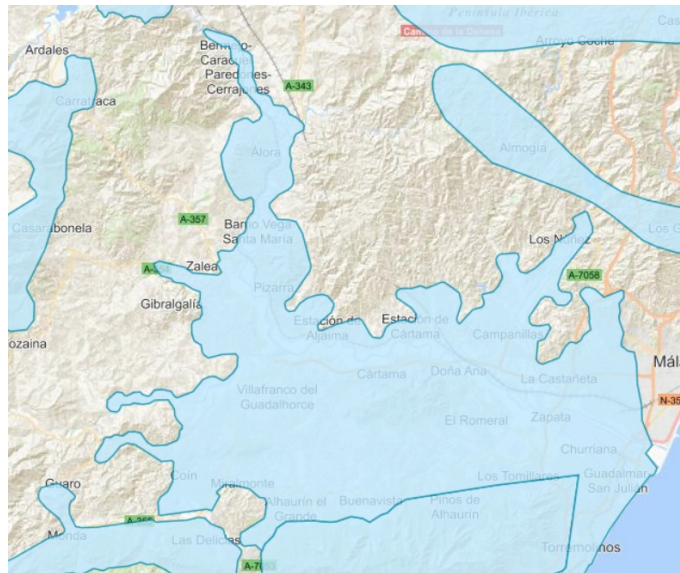 Península Ibérica
Ardales
Bermejo-
Caracuel
Paredones-
Cerrajones
Arroyo Coche
A-343
Carratraca
Álora
Almogía
A-357
Casarabonela
Barrio Vega
Santa María
Los Núñez
Zalea
A-7058
Pizarra
Gibralgalia
Estación de
Aljaima
Estación de
Cártama
Campanillas
Cártama
Doña Ana
La Castañeta
Villafranco del
Guadalhorce
El Romeral
Zapata
Churriana
Los Tomillares
Guadalmar
San Julián
Guaro
Coín
Miramonte
Alhaurín el
Grande
Buenavista
Pinos de
Alhaurín
Monda
Las Delicias
A-7053
Torremolinos